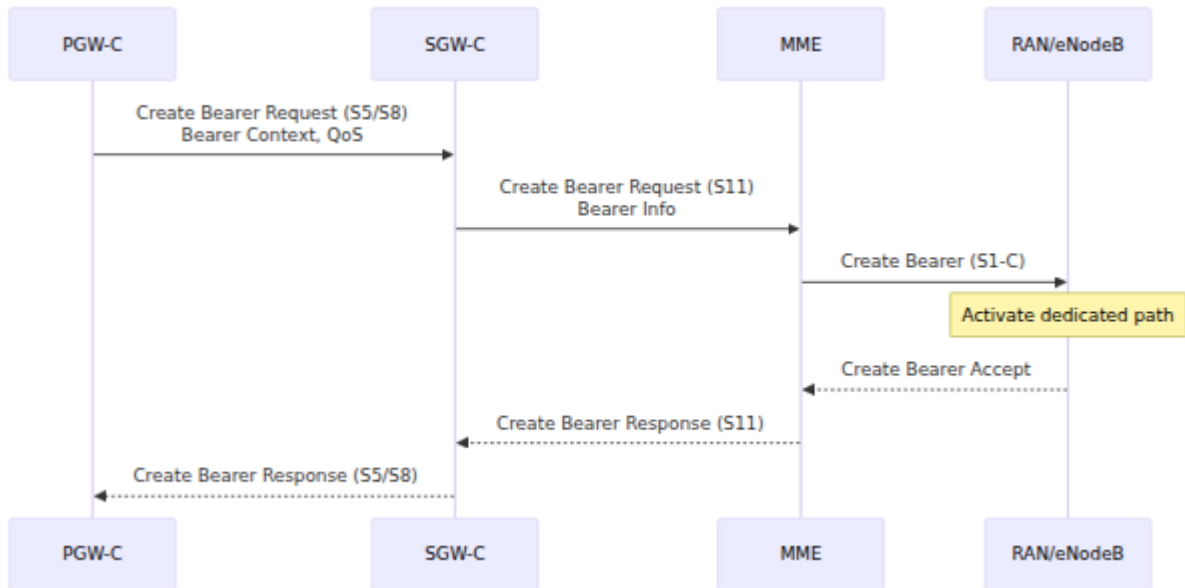 PGW-C
SGW-C
MME
RAN/eNodeB
Create Bearer Request (S5/S8)
Bearer Context, QoS
Create Bearer Request (S11)
Bearer Info
Create Bearer (S1-C)
Activate dedicated path
Create Bearer Accept
Create Bearer Response (S11)
Create Bearer Response (S5/S8)
PGW-C
SGW-C
MME
RAN/eNodeB